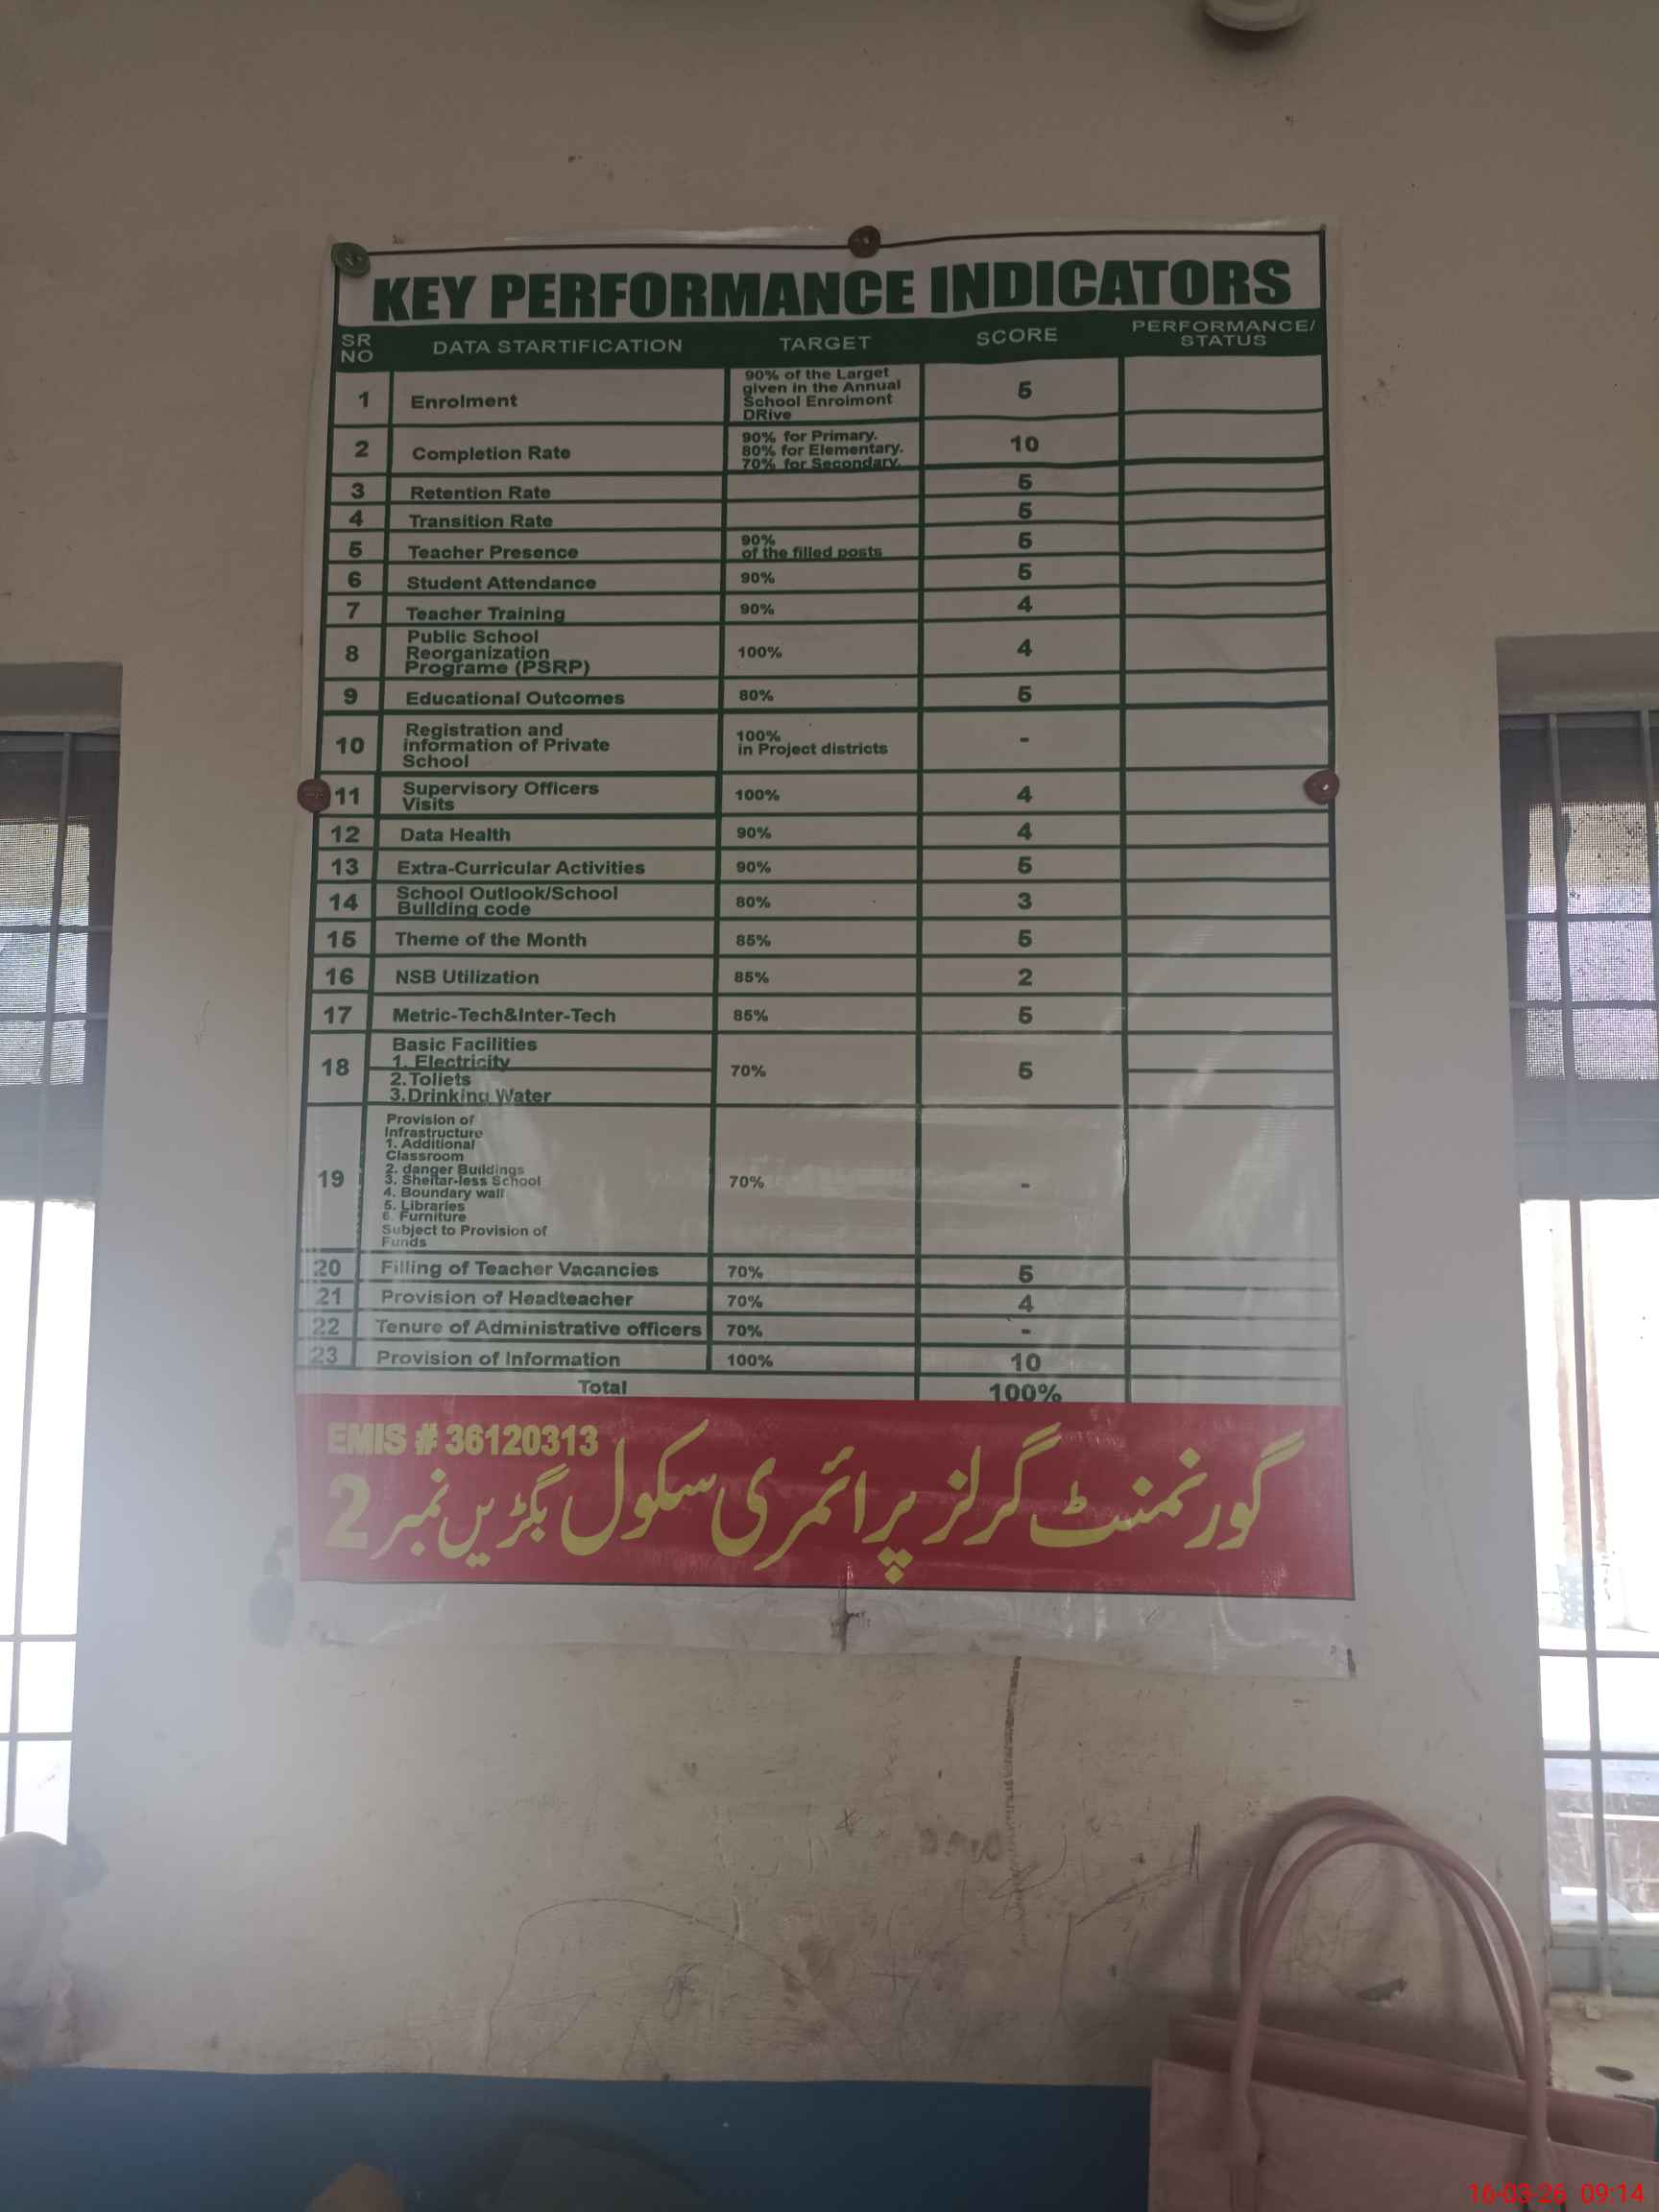 KEY PERFORMANCE INDICATORS
SR NO DATA STARTIFICATION TARGET SCORE PERFORMANCE/ STATUS
1 Enrolment 90% of the Larget given in the Annual School Enrolmont DRive 5
2 Completion Rate 90% for Primary. 80% for Elementary. 70% for Secondary. 10
3 Retention Rate 5
4 Transition Rate 5
5 Teacher Presence 90% of the filled posts 5
6 Student Attendance 90% 5
7 Teacher Training 90% 4
8 Public School Reorganization Programe (PSRP) 100% 4
9 Educational Outcomes 80% 5
10 Registration and information of Private School 100% in Project districts -
11 Supervisory Officers Visits 100% 4
12 Data Health 90% 4
13 Extra-Curricular Activities 90% 5
14 School Outlook/School Building code 80% 3
15 Theme of the Month 85% 5
16 NSB Utilization 85% 2
17 Metric-Tech&Inter-Tech 85% 5
18 Basic Facilities 70% 5
1. Electricity
2. Toliets
3. Drinking Water
19 Provision of Infrastructure 70% -
1. Additional Classroom
2. danger Buildings
3. Sheltar-less School
4. Boundary wall
5. Libraries
6. Furniture
Subject to Provision of Funds
20 Filling of Teacher Vacancies 70% 5
21 Provision of Headteacher 70% 4
22 Tenure of Administrative officers 70% -
23 Provision of Information 100% 10
Total 100%
EMIS # 36120313
گورنمنٹ گرلز پرائمری سکول بگڑیں نمبر 2
16-03-26 09:14